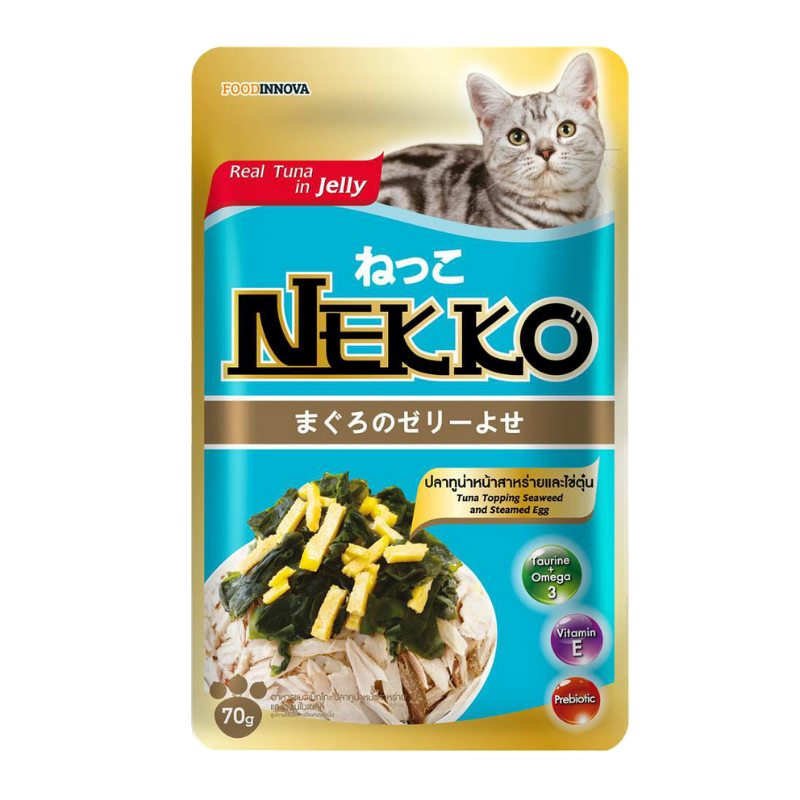 FOODINNOVA
Real Tuna
in Jelly
ねっこ
NEKKO
まぐろのゼリーよせ
ปลาทูน่าหน้าสาหร่ายและไข่ตุ๋น
Tuna Topping Seaweed
and Steamed Egg
Taurine
+
Omega
3
Vitamin
E
Prebiotic
70g